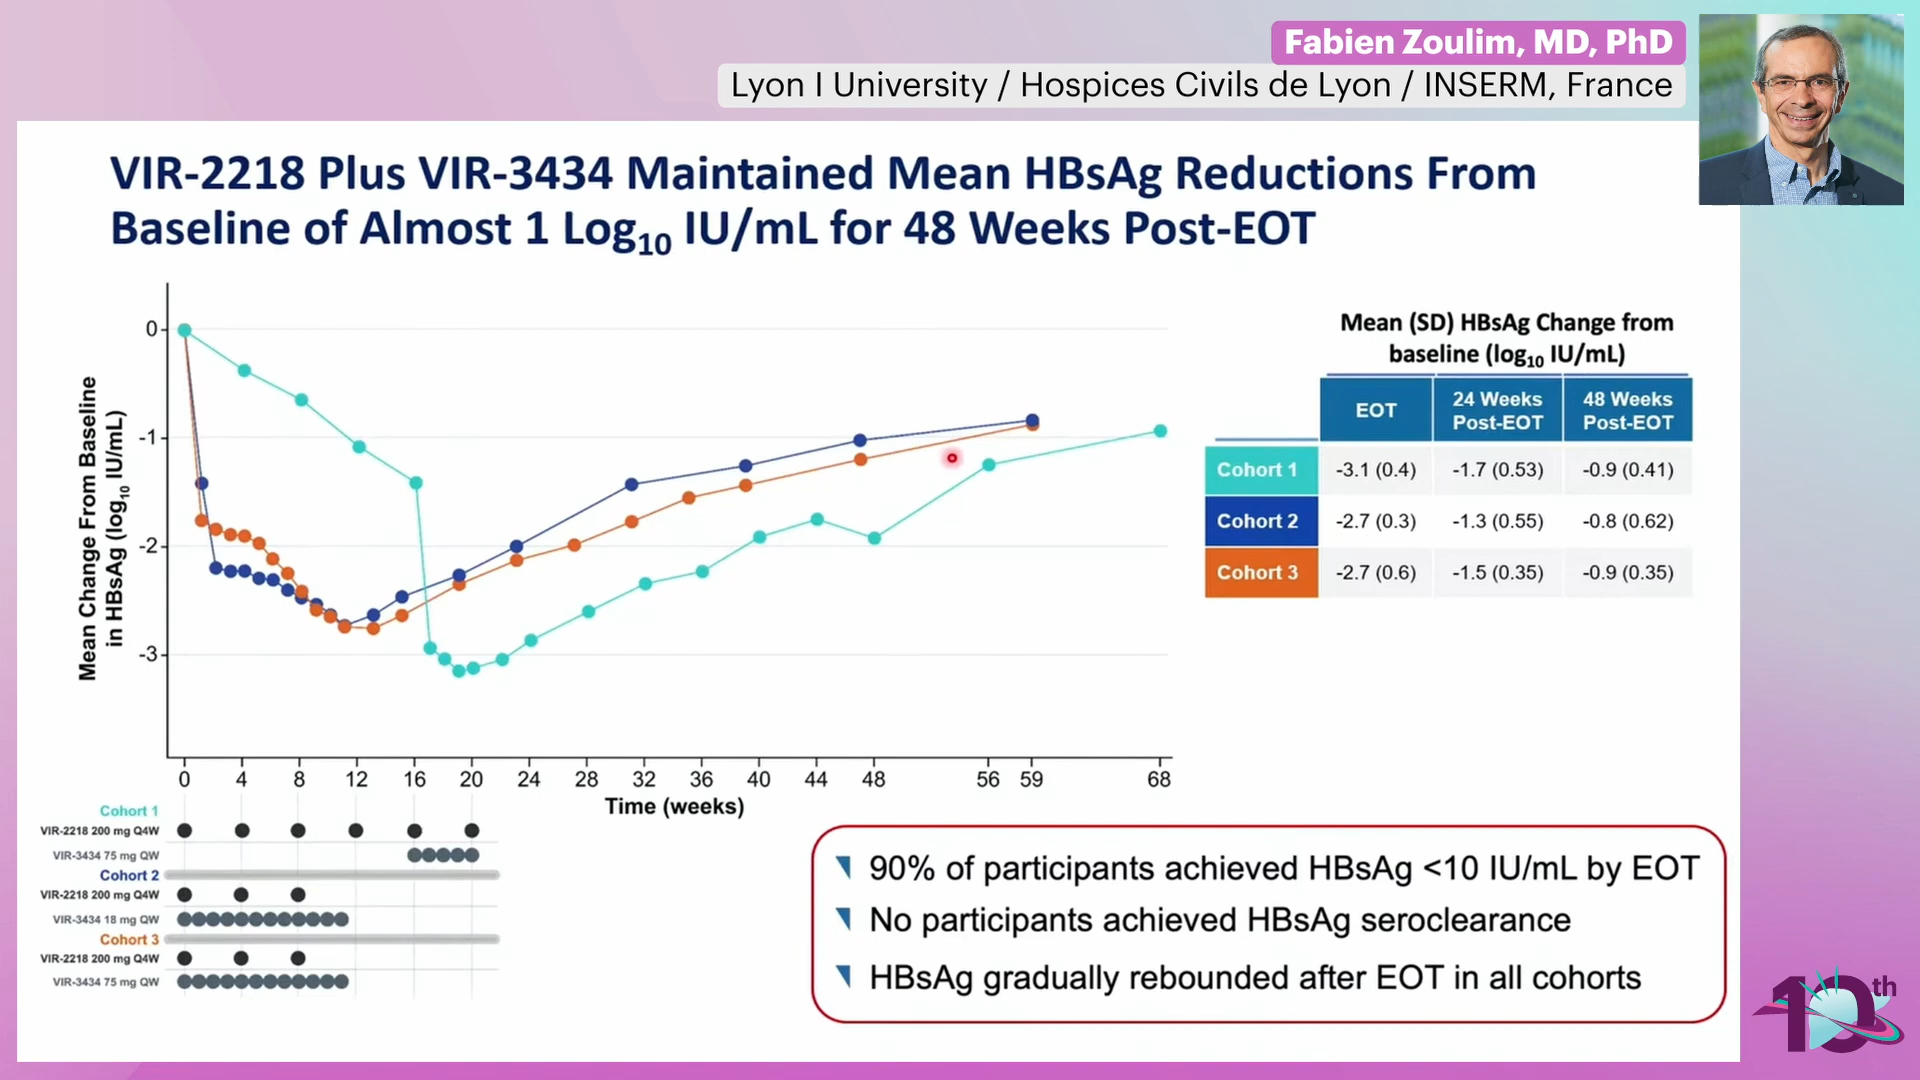 Fabien Zoulim, MD, PhD
Lyon I University / Hospices Civils de Lyon / INSERM, France
VIR-2218 Plus VIR-3434 Maintained Mean HBsAg Reductions From
Baseline of Almost 1 Log10 IU/mL for 48 Weeks Post-EOT
Mean Change From Baseline
in HBsAg (log10 IU/mL)
0
-1
-2
-3
0 4 8 12 16 20 24 28 32 36 40 44 48 56 59 68
Time (weeks)
Mean (SD) HBsAg Change from
baseline (log10 IU/mL)
EOT 24 Weeks Post-EOT 48 Weeks Post-EOT
Cohort 1 -3.1 (0.4) -1.7 (0.53) -0.9 (0.41)
Cohort 2 -2.7 (0.3) -1.3 (0.55) -0.8 (0.62)
Cohort 3 -2.7 (0.6) -1.5 (0.35) -0.9 (0.35)
Cohort 1
VIR-2218 200 mg Q4W
VIR-3434 75 mg QW
Cohort 2
VIR-2218 200 mg Q4W
VIR-3434 18 mg QW
Cohort 3
VIR-2218 200 mg Q4W
VIR-3434 75 mg QW
90% of participants achieved HBsAg <10 IU/mL by EOT
No participants achieved HBsAg seroclearance
HBsAg gradually rebounded after EOT in all cohorts
10th